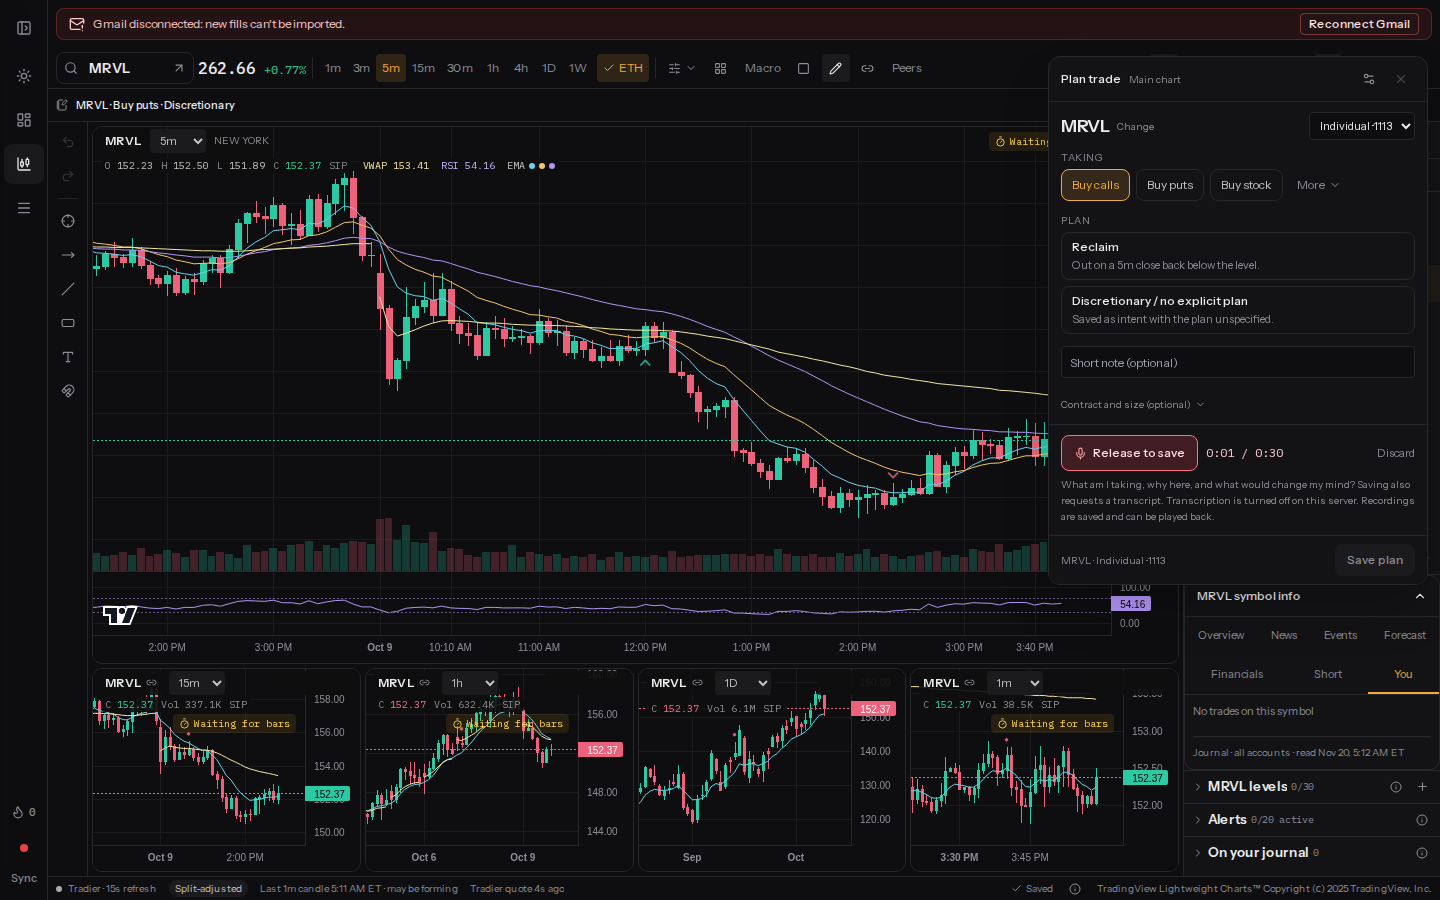 Gmail disconnected: new fills can't be imported.
Reconnect Gmail
MRVL
262.66 +0.77%
1m 3m 5m 15m 30m 1h 4h 1D 1W ETH
Macro
Peers
MRVL · Buy puts · Discretionary
MRVL 5m NEW YORK
Waiting
O 152.23 H 152.50 L 151.89 C 152.37 SIP VWAP 153.41 RSI 54.16 EMA
100.00
54.16
0.00
2:00 PM 3:00 PM Oct 9 10:10 AM 11:00 AM 12:00 PM 1:00 PM 2:00 PM 3:00 PM 3:40 PM
Plan trade Main chart
MRVL Change
Individual ·1113
TAKING
Buy calls
Buy puts
Buy stock
More
PLAN
Reclaim
Out on a 5m close back below the level.
Discretionary / no explicit plan
Saved as intent with the plan unspecified.
Short note (optional)
Contract and size (optional)
Release to save
0:01 / 0:30
Discard
What am I taking, why here, and what would change my mind? Saving also
requests a transcript. Transcription is turned off on this server. Recordings
are saved and can be played back.
MRVL · Individual ·1113
Save plan
MRVL 15m
C 152.37 Vol 337.1K SIP
Waiting for bars
158.00
156.00
154.00
152.37
150.00
Oct 9 2:00 PM
MRVL 1h
C 152.37 Vol 632.4K SIP
Waiting for bars
156.00
152.37
148.00
144.00
Oct 6 Oct 9
MRVL 1D
C 152.37 Vol 6.1M SIP
152.37
150.00
140.00
130.00
120.00
Sep Oct
MRVL 1m
C 152.37 Vol 38.5K SIP
Waiting for bars
153.00
152.50
152.37
152.00
3:30 PM 3:45 PM
MRVL symbol info
Overview News Events Forecast
Financials Short You
No trades on this symbol
Journal · all accounts · read Nov 20, 5:12 AM ET
MRVL levels 0/30
Alerts 0/20 active
On your journal 0
0
Sync
Tradier · 15s refresh
Split-adjusted
Last 1m candle 5:11 AM ET · may be forming
Tradier quote 4s ago
Saved
TradingView Lightweight Charts™ Copyright (c) 2025 TradingView, Inc.